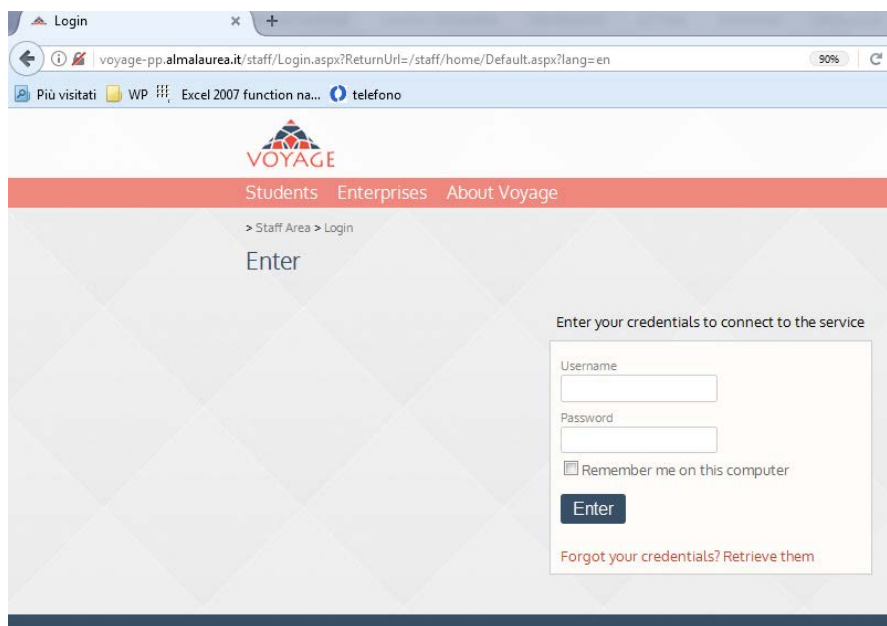 Login
voyage-pp.almalaurea.it/staff/Login.aspx?ReturnUrl=/staff/home/Default.aspx?lang=en 90%
Più visitati WP Excel 2007 function na... telefono
VOYAGE
Students Enterprises About Voyage
> Staff Area > Login
Enter
Enter your credentials to connect to the service
Username
Password
Remember me on this computer
Enter
Forgot your credentials? Retrieve them